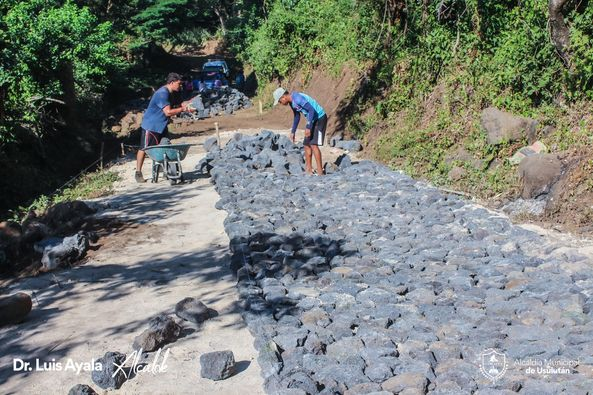 Dr. Luis Ayala Alcalde
Alcaldía Municipal
de Usulután